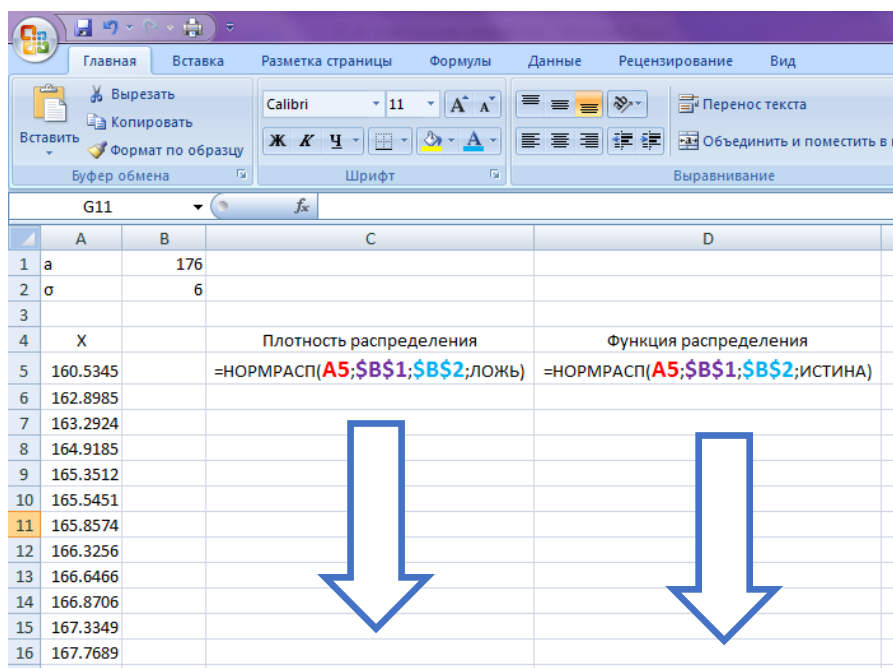 Главная Вставка Разметка страницы Формулы Данные Рецензирование Вид
Вставить
Вырезать
Копировать
Формат по образцу
Буфер обмена
Calibri 11 A A
Ж К Ч А
Шрифт
Перенос текста
Объединить и поместить в
Выравнивание
G11 fx
A B C D
1 a 176
2 σ 6
3
4 X Плотность распределения Функция распределения
5 160.5345 =НОРМРАСП(A5;$B$1;$B$2;ЛОЖЬ) =НОРМРАСП(A5;$B$1;$B$2;ИСТИНА)
6 162.8985
7 163.2924
8 164.9185
9 165.3512
10 165.5451
11 165.8574
12 166.3256
13 166.6466
14 166.8706
15 167.3349
16 167.7689